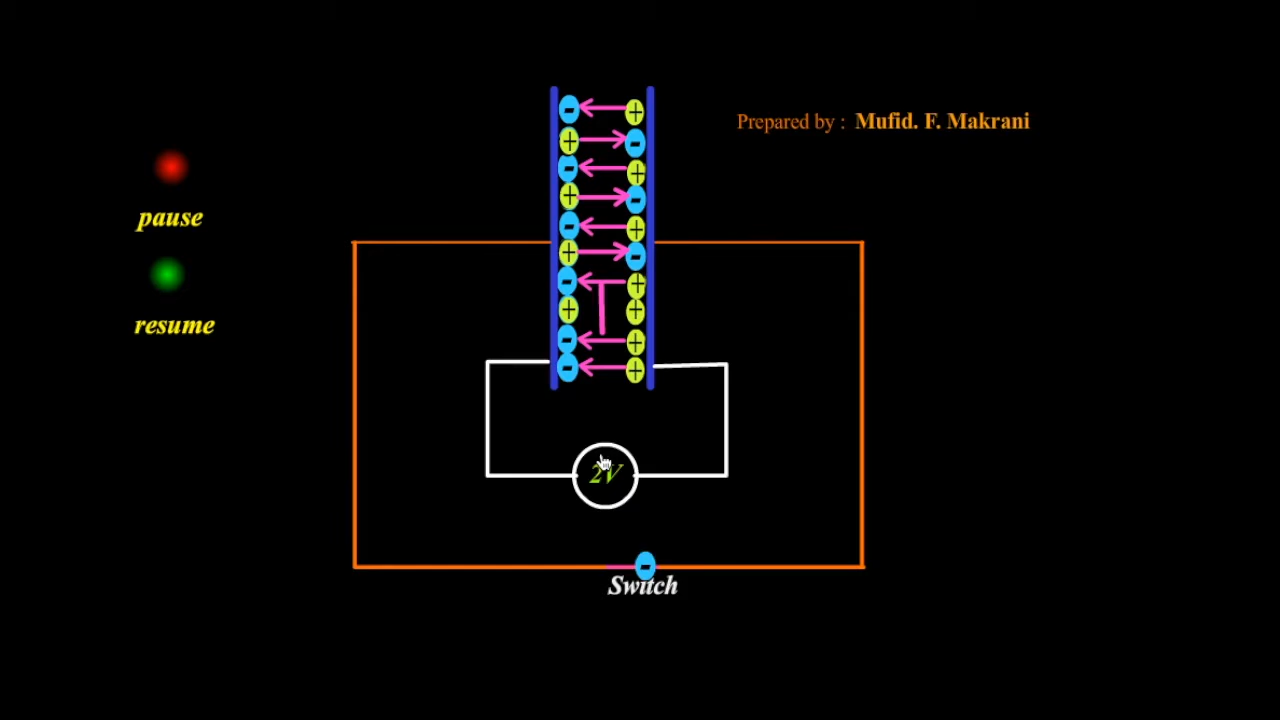 Prepared by : Mufid. F. Makrani
pause
resume
2V
Switch